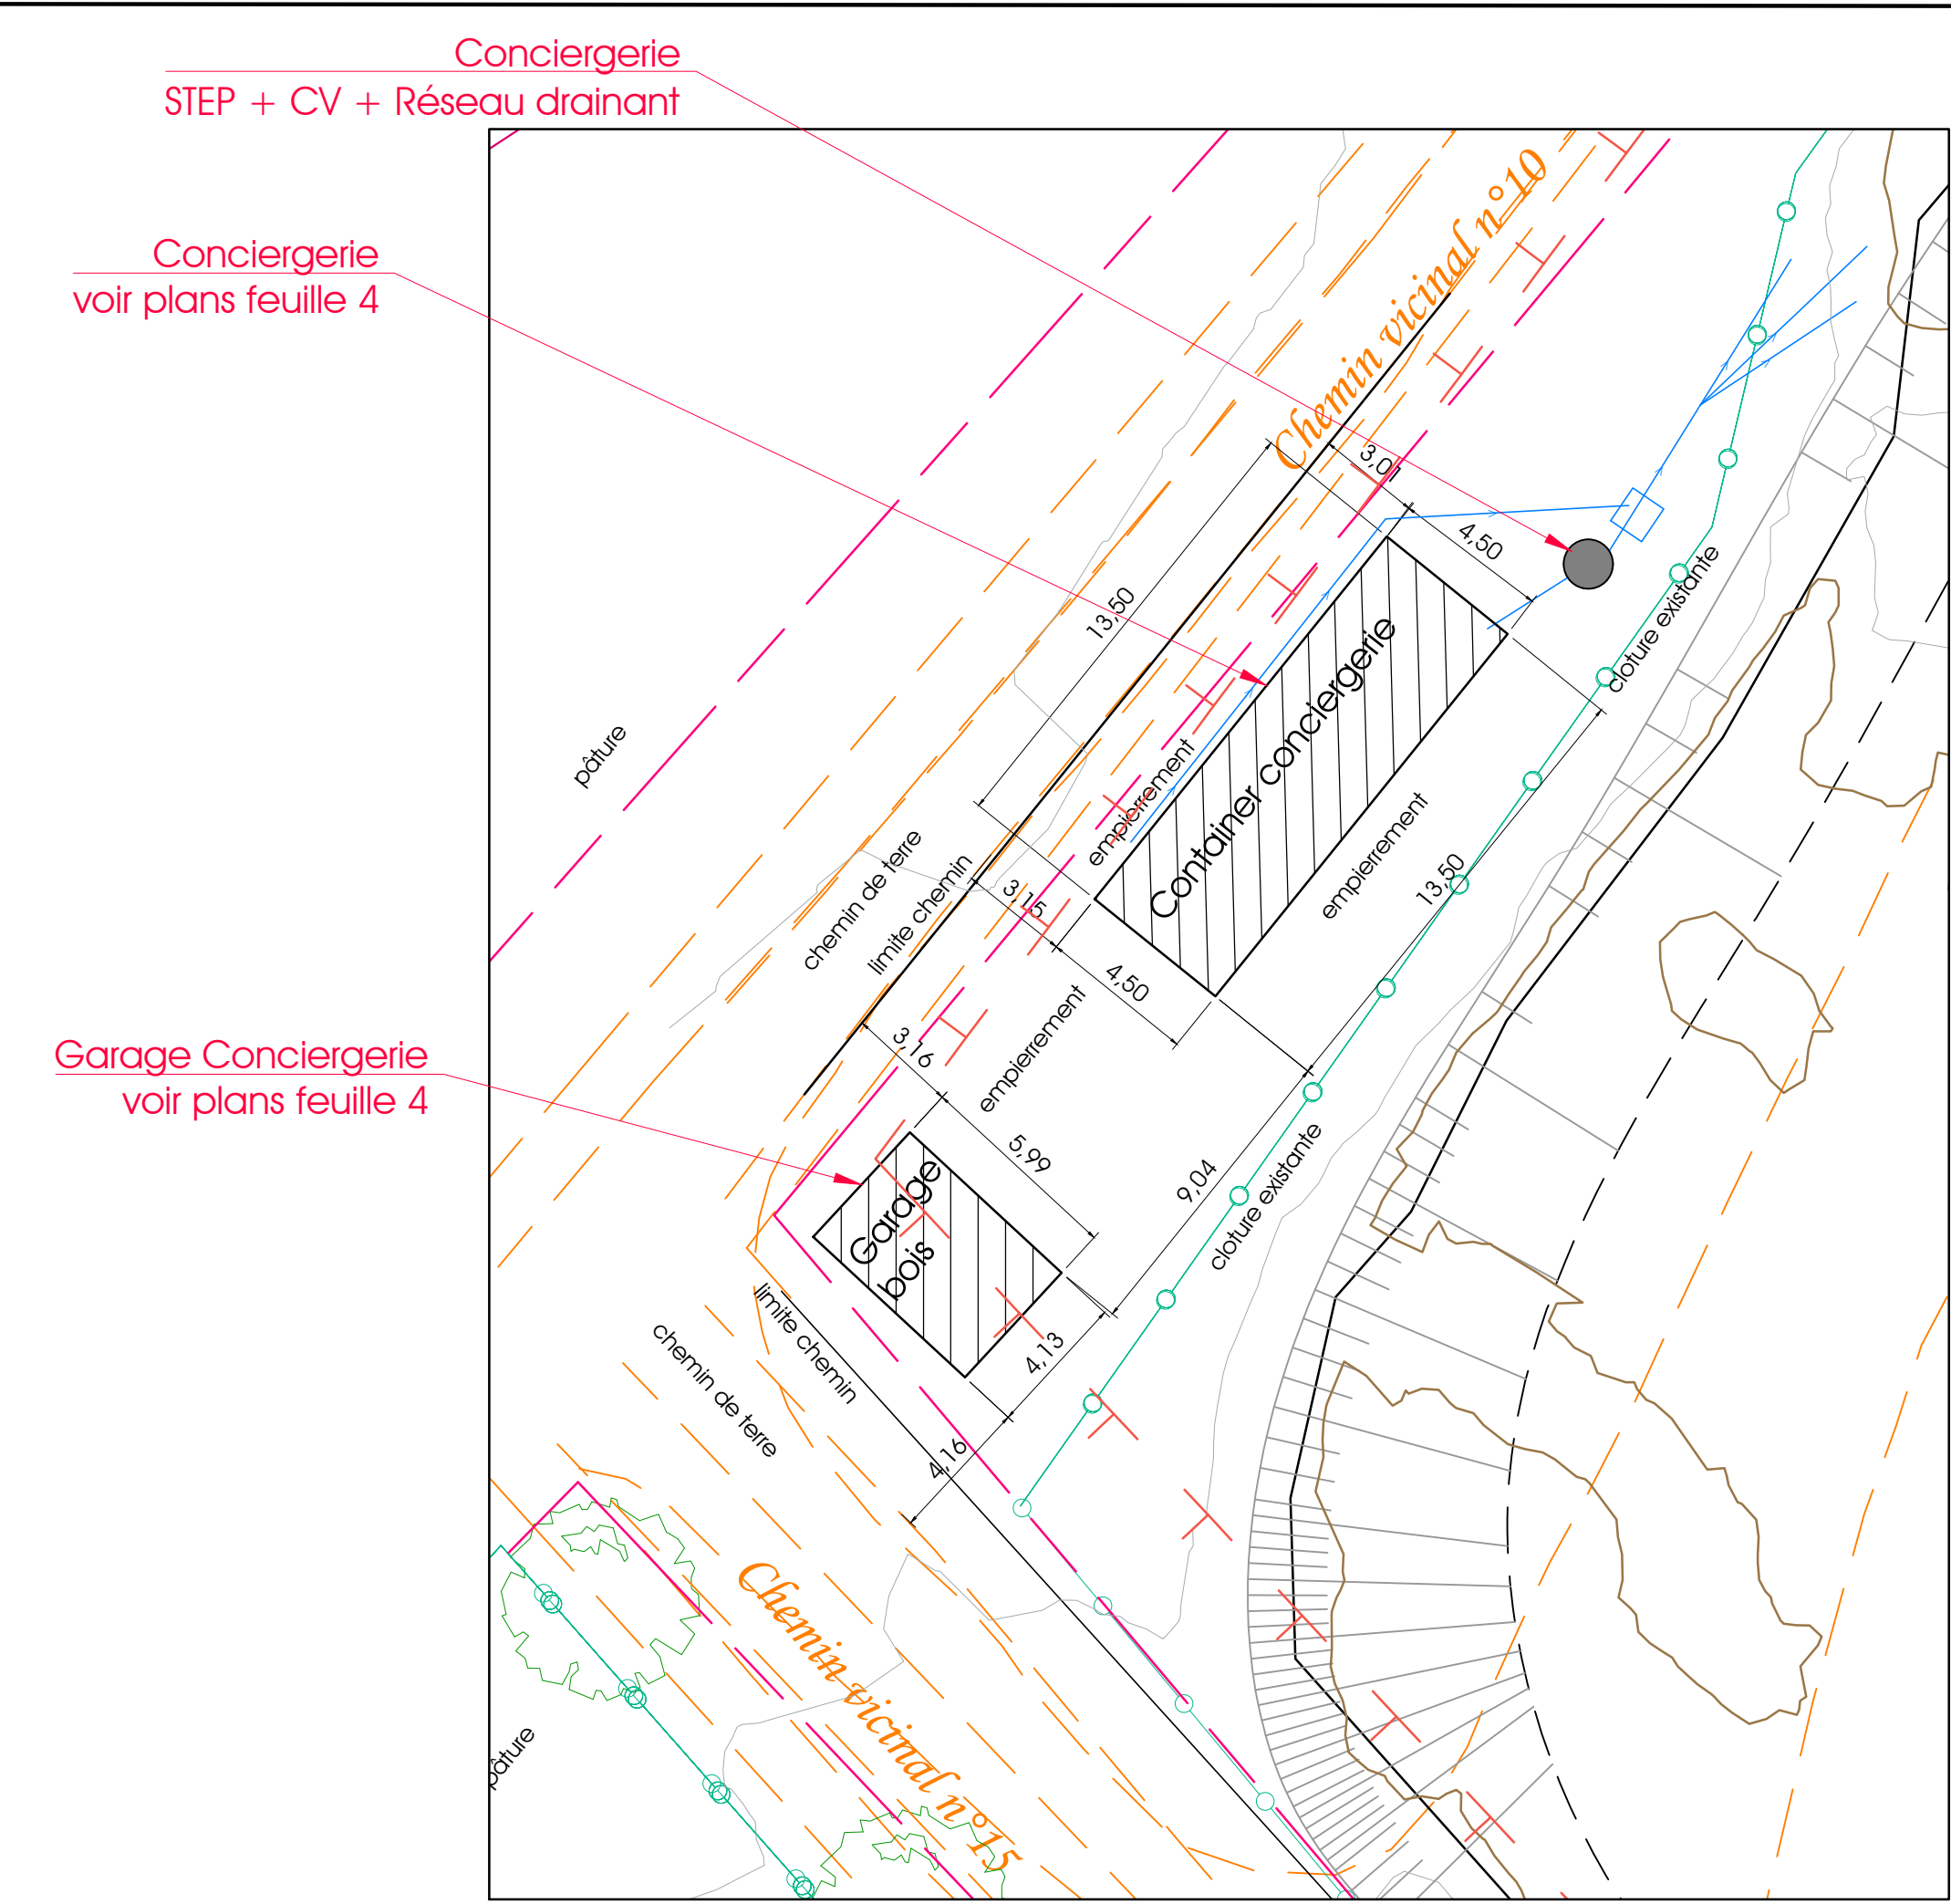 Conciergerie
STEP + CV + Réseau drainant
Conciergerie
voir plans feuille 4
Chemin vicinal n°10
3,01
4,50
13,50
cloture existante
Container conciergerie
pâture
empierrement
empierrement
chemin de terre
limite chemin
13,50
3,15
4,50
empierrement
3,16
Garage Conciergerie
voir plans feuille 4
5,99
9,04
cloture existante
Garage
bois
limite chemin
chemin de terre
4,13
4,16
Chemin vicinal n°15
pâture